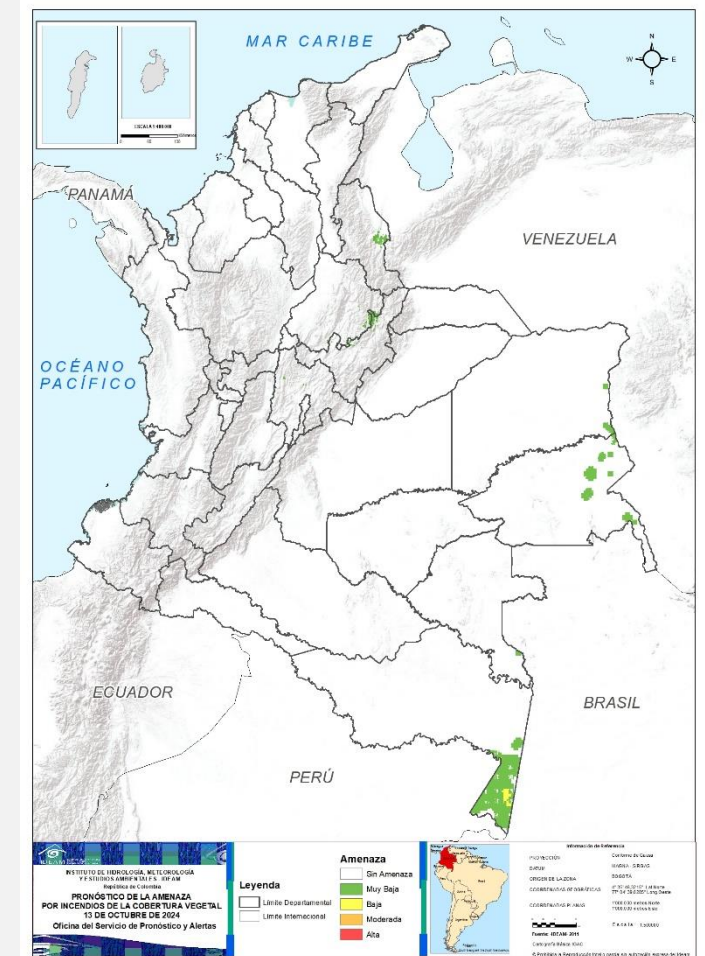 MAR CARIBE
N
W
E
S
PANAMÁ
VENEZUELA
OCÉANO
PACÍFICO
ECUADOR
BRASIL
PERÚ
IDEAM
INSTITUTO DE HIDROLOGÍA, METEOROLOGÍA
Y ESTUDIOS AMBIENTALES - IDEAM
República de Colombia
PRONÓSTICO DE LA AMENAZA
POR INCENDIOS DE LA COBERTURA VEGETAL
13 DE OCTUBRE DE 2024
Oficina del Servicio de Pronóstico y Alertas
Leyenda
Límite Departamental
Límite Internacional
Amenaza
Sin Amenaza
Muy Baja
Baja
Moderada
Alta
Información de Referencia
PROYECCIÓN
Conforme de Gauss
DATUM
MAGNA - SIRGAS
ORIGEN DE LA ZONA
BOGOTÁ
COORDENADAS GEOGRÁFICAS
COORDENADAS PLANAS
Fuente: IDEAM 2011